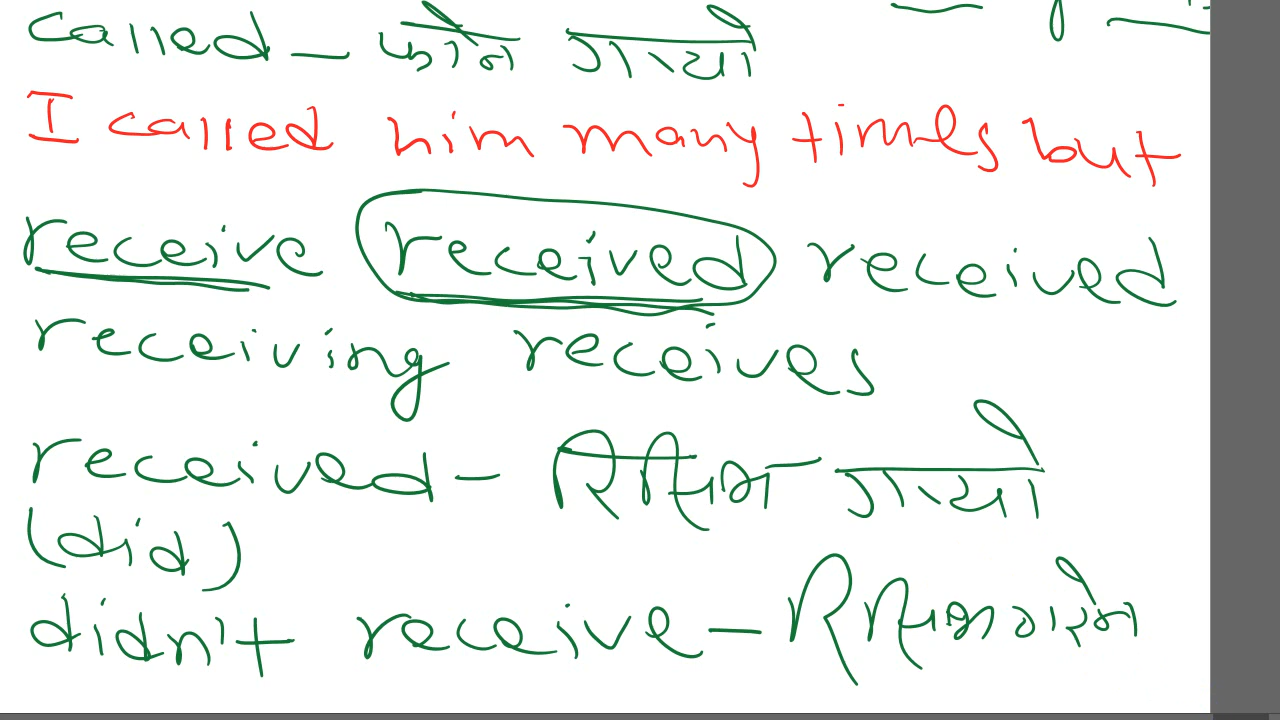 called - फोन गर्यो
I called him many times but
receive received received
receiving receives
received - रिसिभ गर्यो
(did)
didn't receive - रिसिभ गरेन